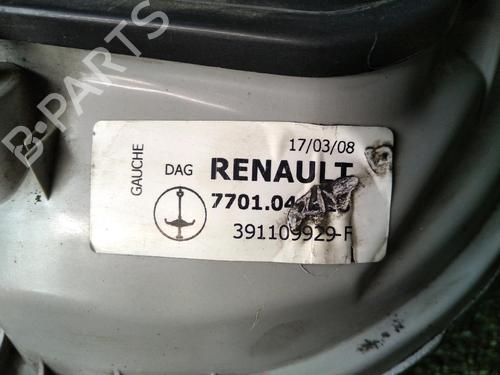 B-PARTS
17/03/08
GAUCHE
DAG RENAULT
7701.04
391109929-F